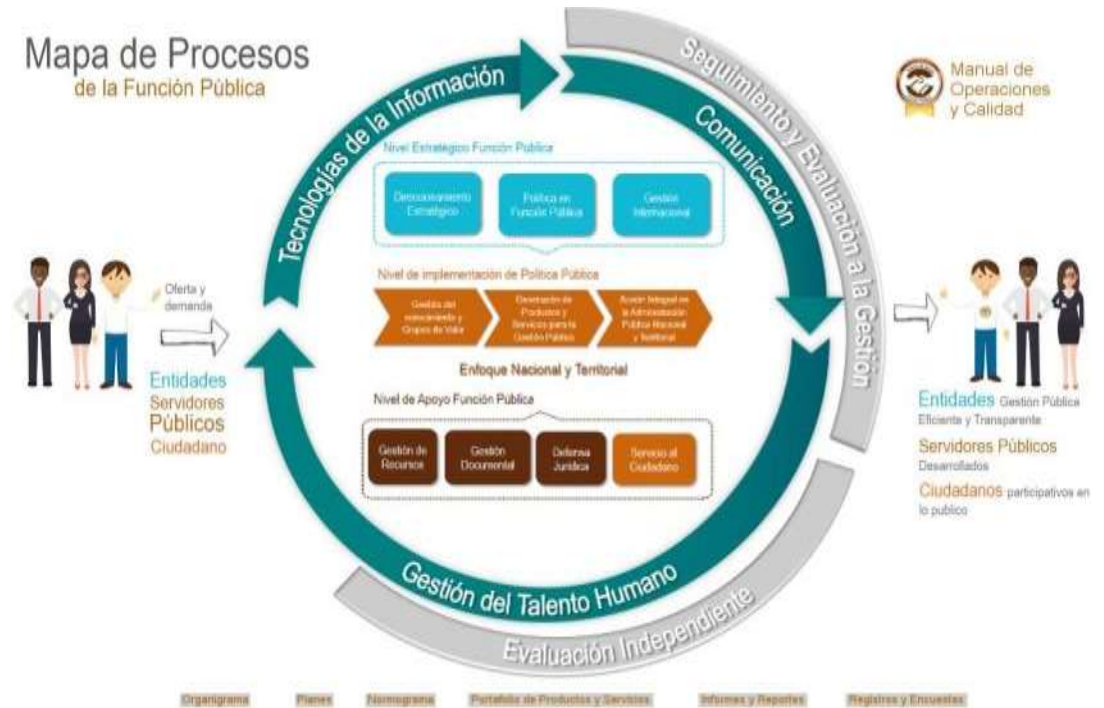 Mapa de Procesos
de la Función Pública
Manual de
Operaciones
y Calidad
Seguimiento y Evaluación a la Gestión
Tecnologías de la Información
Comunicación
Nivel Estratégico Función Pública
Direccionamiento
Estratégico
Política en
Función Pública
Gestión
Internacional
Nivel de implementación de Política Pública
Gestión del
conocimiento y
Grupos de Valor
Generación de
Productos y
Servicios para la
Gestión Pública
Acción Integral en
la Administración
Pública Nacional
y Territorial
Enfoque Nacional y Territorial
Nivel de Apoyo Función Pública
Gestión de
Recursos
Gestión
Documental
Defensa
Jurídica
Servicio al
Ciudadano
Oferta y
demanda
Entidades
Servidores
Públicos
Ciudadano
Entidades Gestión Pública
Eficiente y Transparente
Servidores Públicos
Desarrollados
Ciudadanos participativos en
lo publico
Gestión del Talento Humano
Evaluación Independiente
Organigrama Planes Normograma Portafolio de Productos y Servicios Informes y Reportes Registros y Encuestas